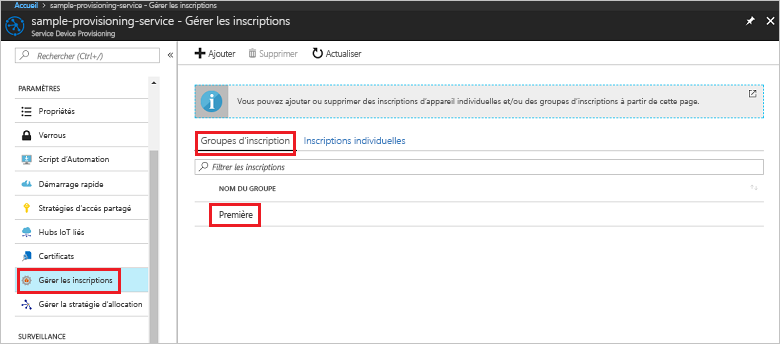 Accueil > sample-provisioning-service - Gérer les inscriptions
sample-provisioning-service - Gérer les inscriptions
Service Device Provisioning
Rechercher (Ctrl+/)
«
PARAMÈTRES
Propriétés
Verrous
Script d'Automation
Démarrage rapide
Stratégies d'accès partagé
Hubs IoT liés
Certificats
Gérer les inscriptions
Gérer la stratégie d'allocation
SURVEILLANCE
Ajouter Supprimer Actualiser
Vous pouvez ajouter ou supprimer des inscriptions d'appareil individuelles et/ou des groupes d'inscriptions à partir de cette page.
Groupes d'inscription Inscriptions individuelles
Filtrer les inscriptions
NOM DU GROUPE
Première